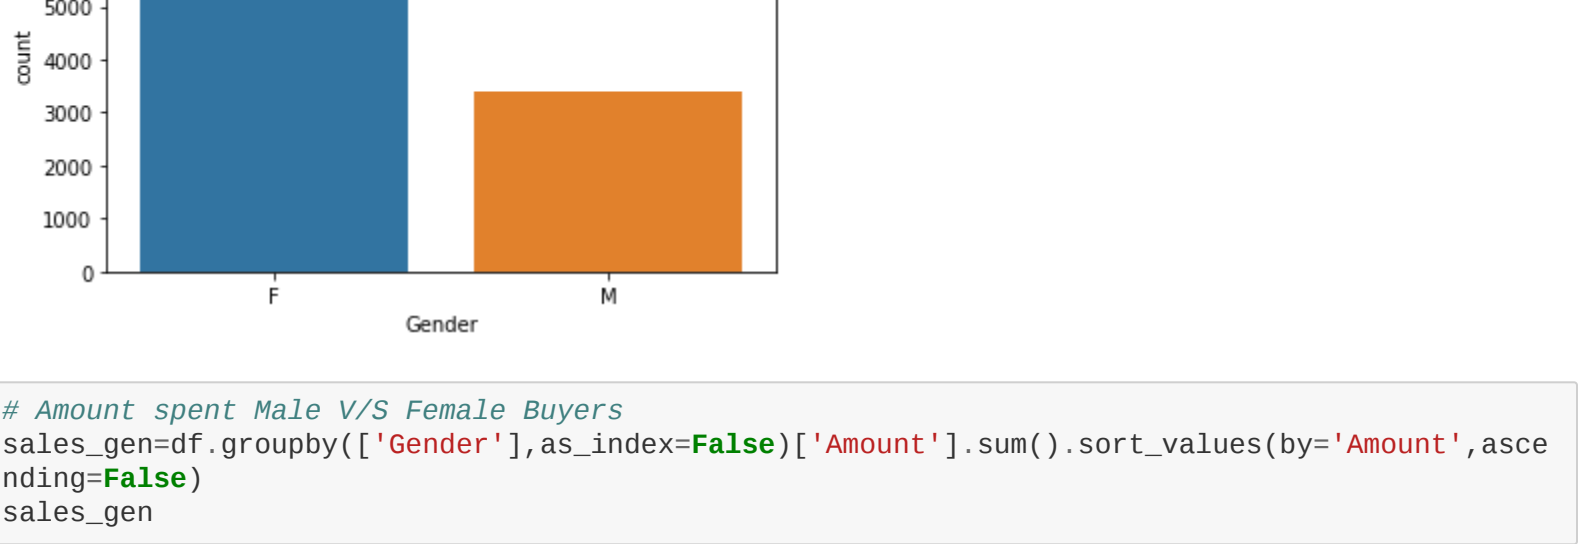 5000
4000
3000
2000
1000
0
count
F M
Gender
# Amount spent Male V/S Female Buyers
sales_gen=df.groupby(['Gender'],as_index=False)['Amount'].sum().sort_values(by='Amount',asce
nding=False)
sales_gen